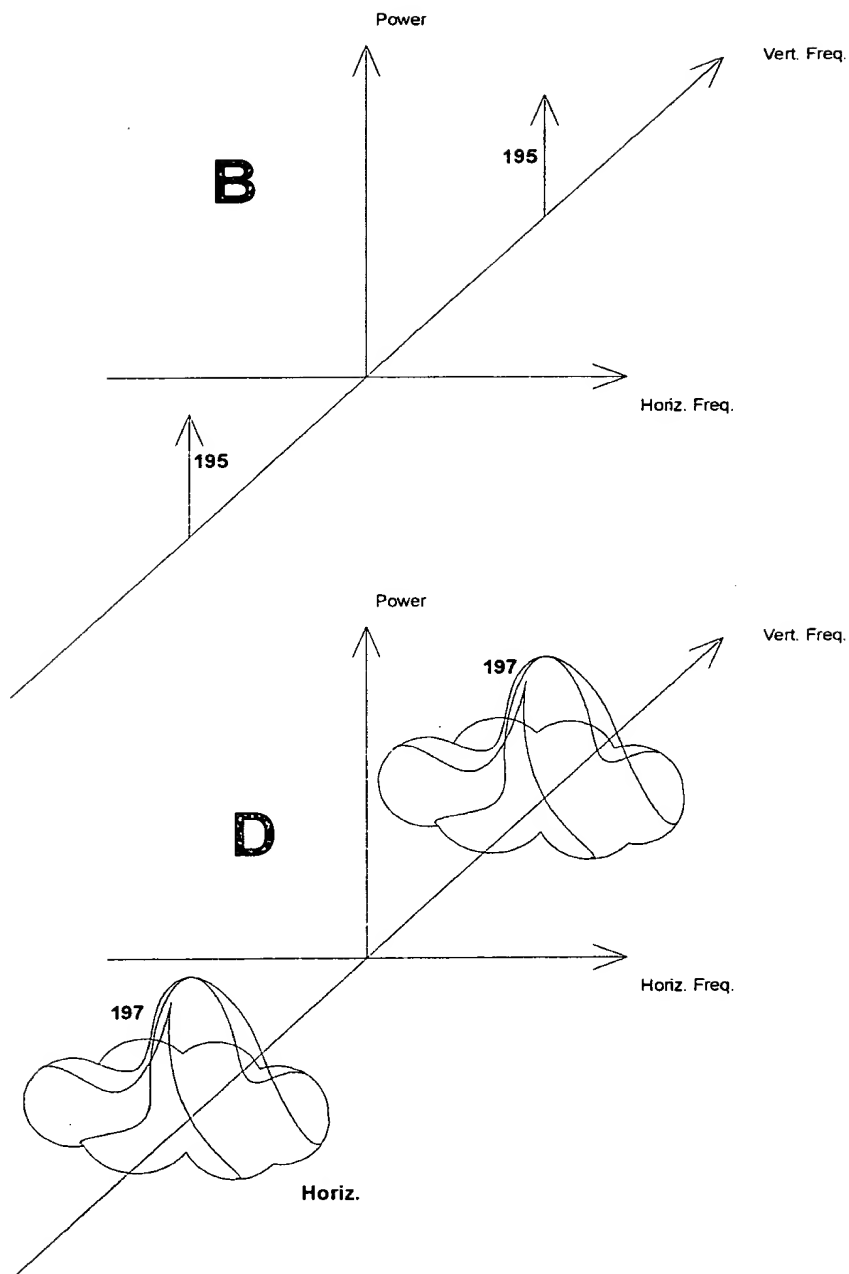 Power
Vert. Freq.
B
195
Horiz. Freq.
195
Power
Vert. Freq.
197
D
Horiz. Freq.
197
Horiz.